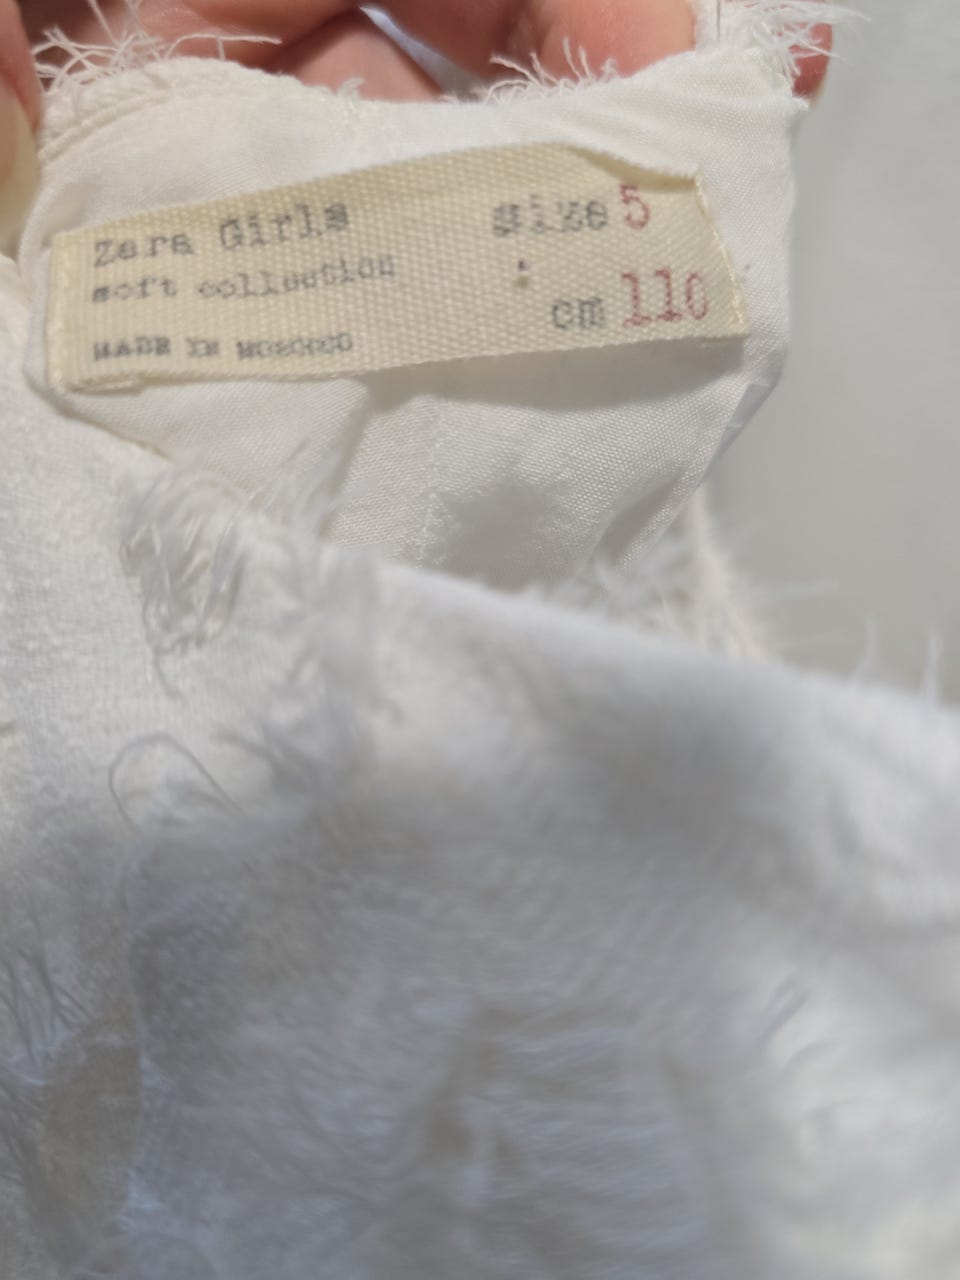 Zara Girls
soft collection
MADE IN MOROCCO
size 5
cm 110